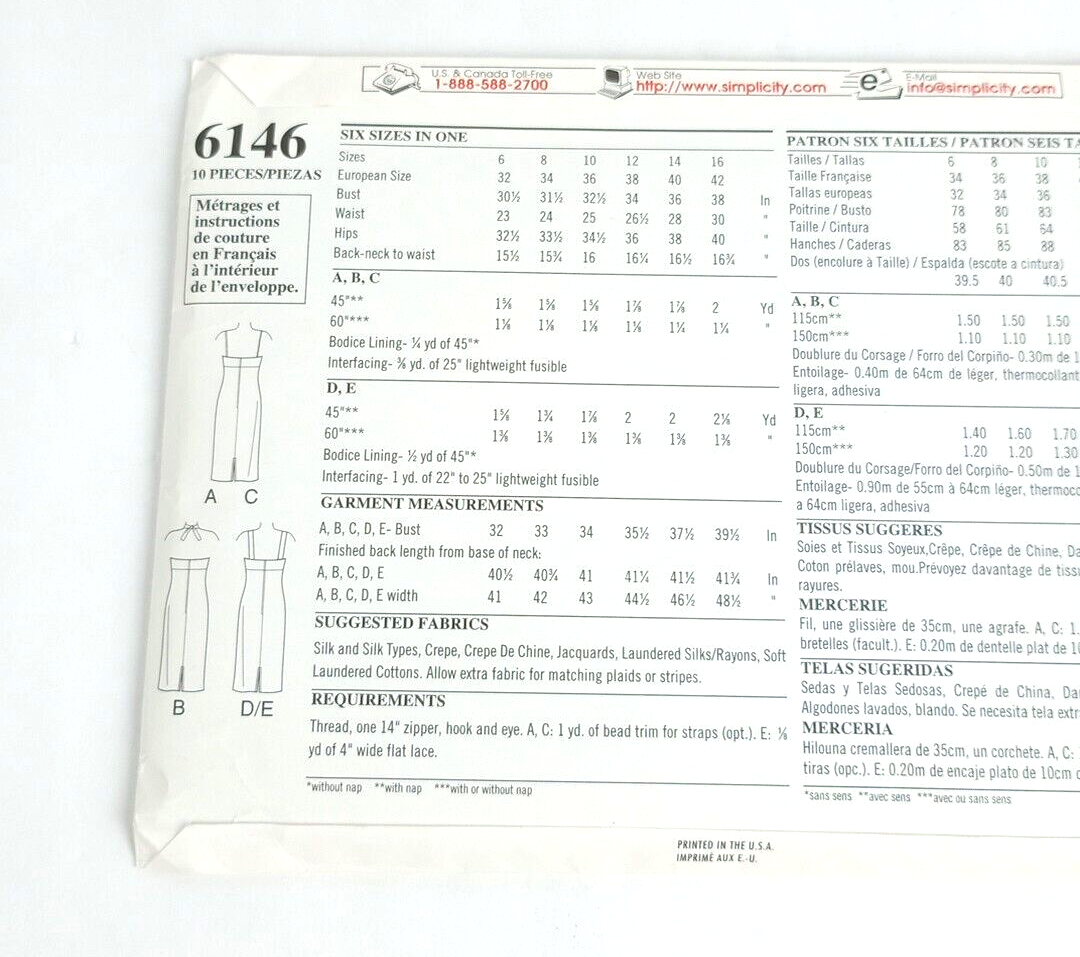 U.S. & Canada Toll-Free
1-888-588-2700
Web Site
http://www.simplicity.com
E-Mail
info@simplicity.com
6146
10 PIECES/PIEZAS
Métrages et
instructions
de couture
en Français
à l'intérieur
de l'enveloppe.
A C
B D/E
SIX SIZES IN ONE
Sizes 6 8 10 12 14 16
European Size 32 34 36 38 40 42
Bust 30½ 31½ 32½ 34 36 38 In
Waist 23 24 25 26½ 28 30 "
Hips 32½ 33½ 34½ 36 38 40 "
Back-neck to waist 15½ 15¾ 16 16¼ 16½ 16¾ "
A, B, C
45"** 1⅝ 1⅝ 1⅝ 1⅞ 1⅞ 2 Yd
60"*** 1⅛ 1⅛ 1⅛ 1⅛ 1¼ 1¼ "
Bodice Lining- ¼ yd of 45"*
Interfacing- ⅜ yd. of 25" lightweight fusible
D, E
45"** 1⅝ 1¾ 1⅞ 2 2 2⅛ Yd
60"*** 1⅜ 1⅜ 1⅜ 1⅜ 1⅜ 1⅜ "
Bodice Lining- ½ yd of 45"*
Interfacing- 1 yd. of 22" to 25" lightweight fusible
GARMENT MEASUREMENTS
A, B, C, D, E- Bust 32 33 34 35½ 37½ 39½ In
Finished back length from base of neck:
A, B, C, D, E 40½ 40¾ 41 41¼ 41½ 41¾ In
A, B, C, D, E width 41 42 43 44½ 46½ 48½ "
SUGGESTED FABRICS
Silk and Silk Types, Crepe, Crepe De Chine, Jacquards, Laundered Silks/Rayons, Soft
Laundered Cottons. Allow extra fabric for matching plaids or stripes.
REQUIREMENTS
Thread, one 14" zipper, hook and eye. A, C: 1 yd. of bead trim for straps (opt.). E: ⅛
yd of 4" wide flat lace.
*without nap **with nap ***with or without nap
PATRON SIX TAILLES / PATRON SEIS TA
Tailles / Tallas 6 8 10
Taille Française 34 36 38
Tallas europeas 32 34 36
Poitrine / Busto 78 80 83
Taille / Cintura 58 61 64
Hanches / Caderas 83 85 88
Dos (encolure à Taille) / Espalda (escote a cintura)
39.5 40 40.5
A, B, C
115cm** 1.50 1.50 1.50
150cm*** 1.10 1.10 1.10
Doublure du Corsage / Forro del Corpiño- 0.30m de 1
Entoilage- 0.40m de 64cm de léger, thermocollant
ligera, adhesiva
D, E
115cm** 1.40 1.60 1.70
150cm*** 1.20 1.20 1.30
Doublure du Corsage/Forro del Corpiño- 0.50m de 1
Entoilage- 0.90m de 55cm à 64cm léger, thermoc
a 64cm ligera, adhesiva
TISSUS SUGGERES
Soies et Tissus Soyeux,Crêpe, Crêpe de Chine, Da
Coton prélaves, mou.Prévoyez davantage de tiss
rayures.
MERCERIE
Fil, une glissière de 35cm, une agrafe. A, C: 1.
bretelles (facult.). E: 0.20m de dentelle plat de 10
TELAS SUGERIDAS
Sedas y Telas Sedosas, Crepé de China, Da
Algodones lavados, blando. Se necesita tela extr
MERCERIA
Hilouna cremallera de 35cm, un corchete. A, C:
tiras (opc.). E: 0.20m de encaje plato de 10cm
*sans sens **avec sens ***avec ou sans sens
PRINTED IN THE U.S.A.
IMPRIMÉ AUX E.-U.